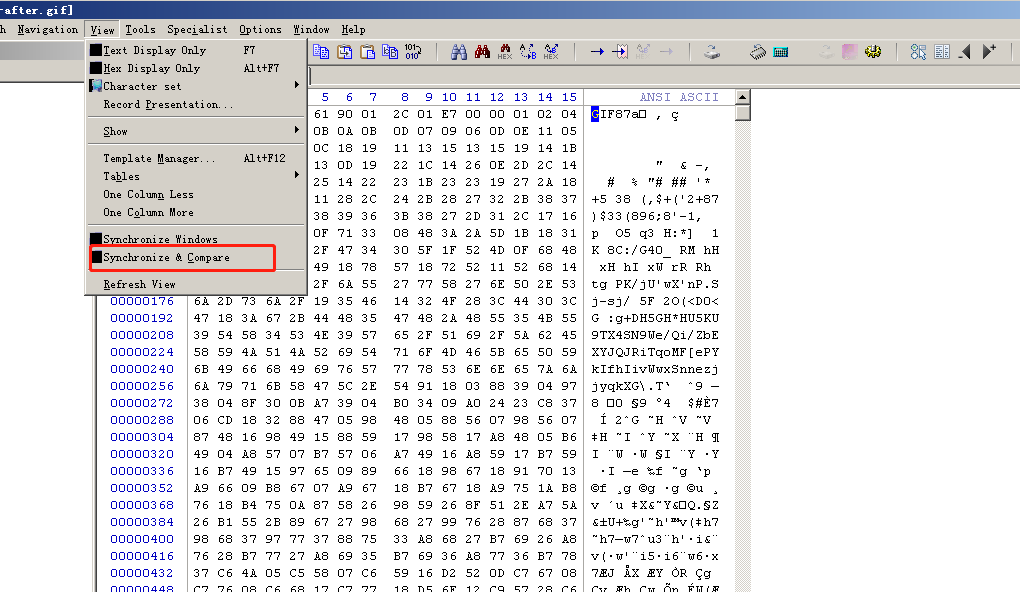 after.gif]
h Navigation View Tools Specialist Options Window Help
Text Display Only F7
Hex Display Only Alt+F7
Character set
Record Presentation...
Show
Template Manager... Alt+F12
Tables
One Column Less
One Column More
Synchronize Windows
Synchronize & Compare
Refresh View
5 6 7 8 9 10 11 12 13 14 15 ANSI ASCII
61 90 01 2C 01 E7 00 00 01 02 04 GIF87a
0B 0A 0B 0D 07 09 06 0D 0E 11 05
0C 18 19 11 13 15 13 15 19 14 1B
13 0D 19 22 1C 14 26 0E 2D 2C 14 " & -,
25 14 22 23 1B 23 23 19 27 2A 18 # % "# ## '*
11 28 2C 24 2B 28 27 32 2B 38 37 +5 38 (,$+('2+87
38 39 36 3B 38 27 2D 31 2C 17 16 )$33(896;8'-1,
0F 71 33 08 48 3A 2A 5D 1B 18 31 p O5 q3 H:*] 1
2F 47 34 30 5F 1F 52 4D 0F 68 48 K 8C:/G40_ RM hH
49 18 78 57 18 72 52 11 52 68 14 xH hI xW rR Rh
2F 6A 55 27 77 58 27 6E 50 2E 53 tg PK/jU'wX'nP.S
00000176 6A 2D 73 6A 2F 19 35 46 14 32 4F 28 3C 44 30 3C j-sj/ 5F 2O(<D0<
00000192 47 18 3A 67 2B 44 48 35 47 48 2A 48 55 35 4B 55 G :g+DH5GH*HU5KU
00000208 39 54 58 34 53 4E 39 57 65 2F 51 69 2F 5A 62 45 9TX4SN9We/Qi/ZbE
00000224 58 59 4A 51 4A 52 69 54 71 6F 4D 46 5B 65 50 59 XYJQJRiTqoMF[ePY
00000240 6B 49 66 68 49 69 76 57 77 78 53 6E 6E 65 7A 6A kIfhIivWwxSnnezj
00000256 6A 79 71 6B 58 47 5C 2E 54 91 18 03 88 39 04 97 jyqkXG\.T‘ ˆ9 —
00000272 38 04 8F 30 0B A7 39 04 B0 34 09 A0 24 23 C8 37
00000288 06 CD 18 32 88 47 05 98 48 05 88 56 07 98 56 07 Í 2ˆG ˜H ˆV ˜V
00000304 87 48 16 98 49 15 88 59 17 98 58 17 A8 48 05 B6 ‡H ˜I ˆY ˜X ¨H ¶
00000320 49 04 A8 57 07 B7 57 06 A7 49 16 A8 59 17 B7 59 I ¨W ·W §I ¨Y ·Y
00000336 16 B7 49 15 97 65 09 89 66 18 98 67 18 91 70 13 ·I —e ‰f ˜g ‘p
00000352 A9 66 09 B8 67 07 A9 67 18 B7 67 18 A9 75 1A B8 ©f ¸g ©g ·g ©u ¸
00000368 76 18 B4 75 0A 87 58 26 98 59 26 8F 51 2E A7 5A
00000384 26 B1 55 2B 89 67 27 98 68 27 99 76 28 87 68 37 &±U+‰g'˜h'™v(‡h7
00000400 98 68 37 97 77 37 88 75 33 A8 68 27 B7 69 26 A8 ˜h7—w7ˆu3¨h'·i&¨
00000416 76 28 B7 77 27 A8 69 35 B7 69 36 A8 77 36 B7 78 v(·w'¨i5·i6¨w6·x
00000432 37 C6 4A 05 C5 58 07 C6 59 16 D2 52 0D C7 67 08 7ÆJ ÅX ÆY ÒR Çg
00000448 C7 76 08 C6 68 17 C7 77 18 D5 6F 12 C9 57 28 C6